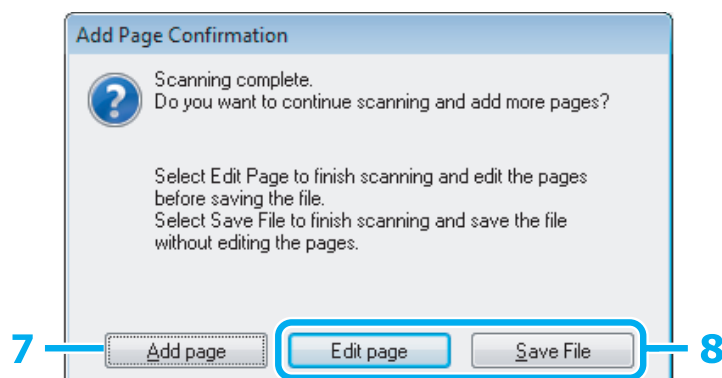 Add Page Confirmation
Scanning complete.
Do you want to continue scanning and add more pages?
Select Edit Page to finish scanning and edit the pages
before saving the file.
Select Save File to finish scanning and save the file
without editing the pages.
7 Add page Edit page Save File 8